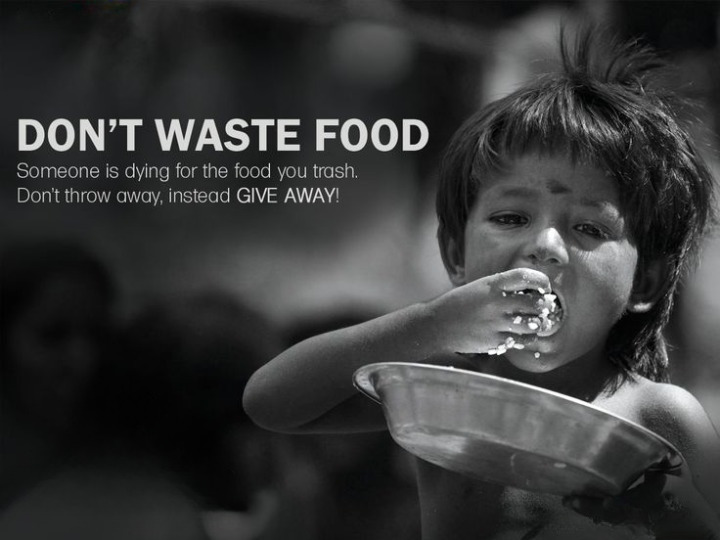 DON'T WASTE FOOD
Someone is dying for the food you trash.
Don't throw away, instead GIVE AWAY!